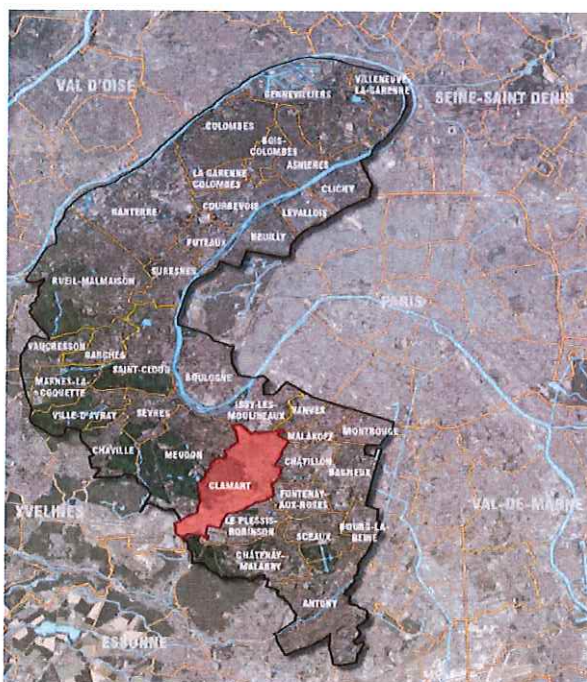 VAL D'OISE
GENNEVILLIERS
VILLENEUVE-
LA-GARENNE
SEINE-SAINT DENIS
COLOMBES
BOIS-
COLOMBES
ASNIERES
LA GARENNE
COLOMBES
CLICHY
NANTERRE
COURBEVOIE
LEVALLOIS
NEUILLY
PUTEAUX
SURESNES
RUEIL-MALMAISON
PARIS
VAUCRESSON
GARCHES
SAINT-CLOUD
BOULOGNE
MARNES-LA
COQUETTE
VILLE-D'AVRAY
SÈVRES
ISSY-LES-
MOULINEAUX
VANVES
MALAKOFF
MONTROUGE
CHAVILLE
MEUDON
CHÂTILLON
BAGNEUX
CLAMART
FONTENAY-
AUX-ROSES
YVELINES
VAL-DE-MARNE
LE PLESSIS-
ROBINSON
SCEAUX
BOURG-LA-
REINE
CHÂTENAY-
MALABRY
ANTONY
ESSONNE